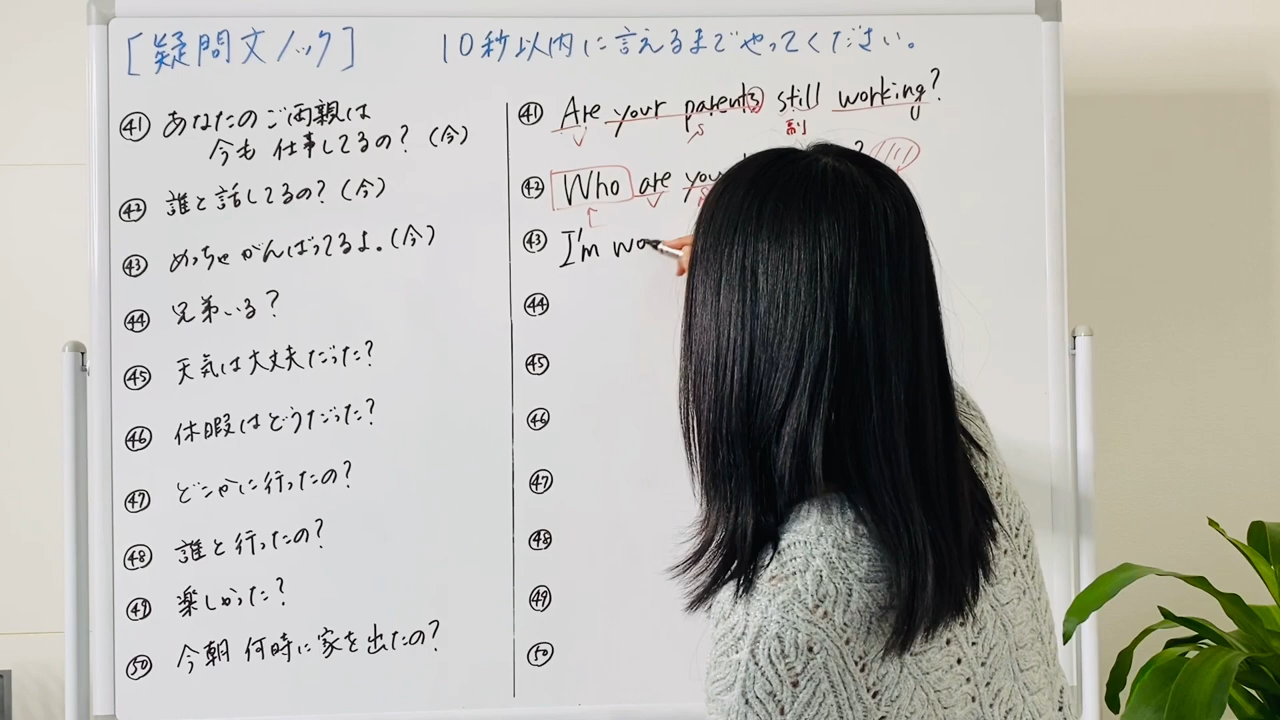 [疑問文ノック] 10秒以内に言えるまでやってください。
㊶ あなたのご両親は
今も 仕事してるの?(今)
㊷ 誰と話してるの?(今)
㊸ めっちゃがんばってるよ。(今)
㊹ 兄弟いる?
㊺ 天気は大丈夫だった?
㊻ 休暇はどうだった?
㊼ どこかに行ったの?
㊽ 誰と行ったの?
㊾ 楽しかった?
㊿ 今朝 何時に家を出たの?
㊶ Are your parents still working?
V S 副 V
㊷ Who are you ?
V S
㊸ I'm wo
㊹
㊺
㊻
㊼
㊽
㊾
㊿